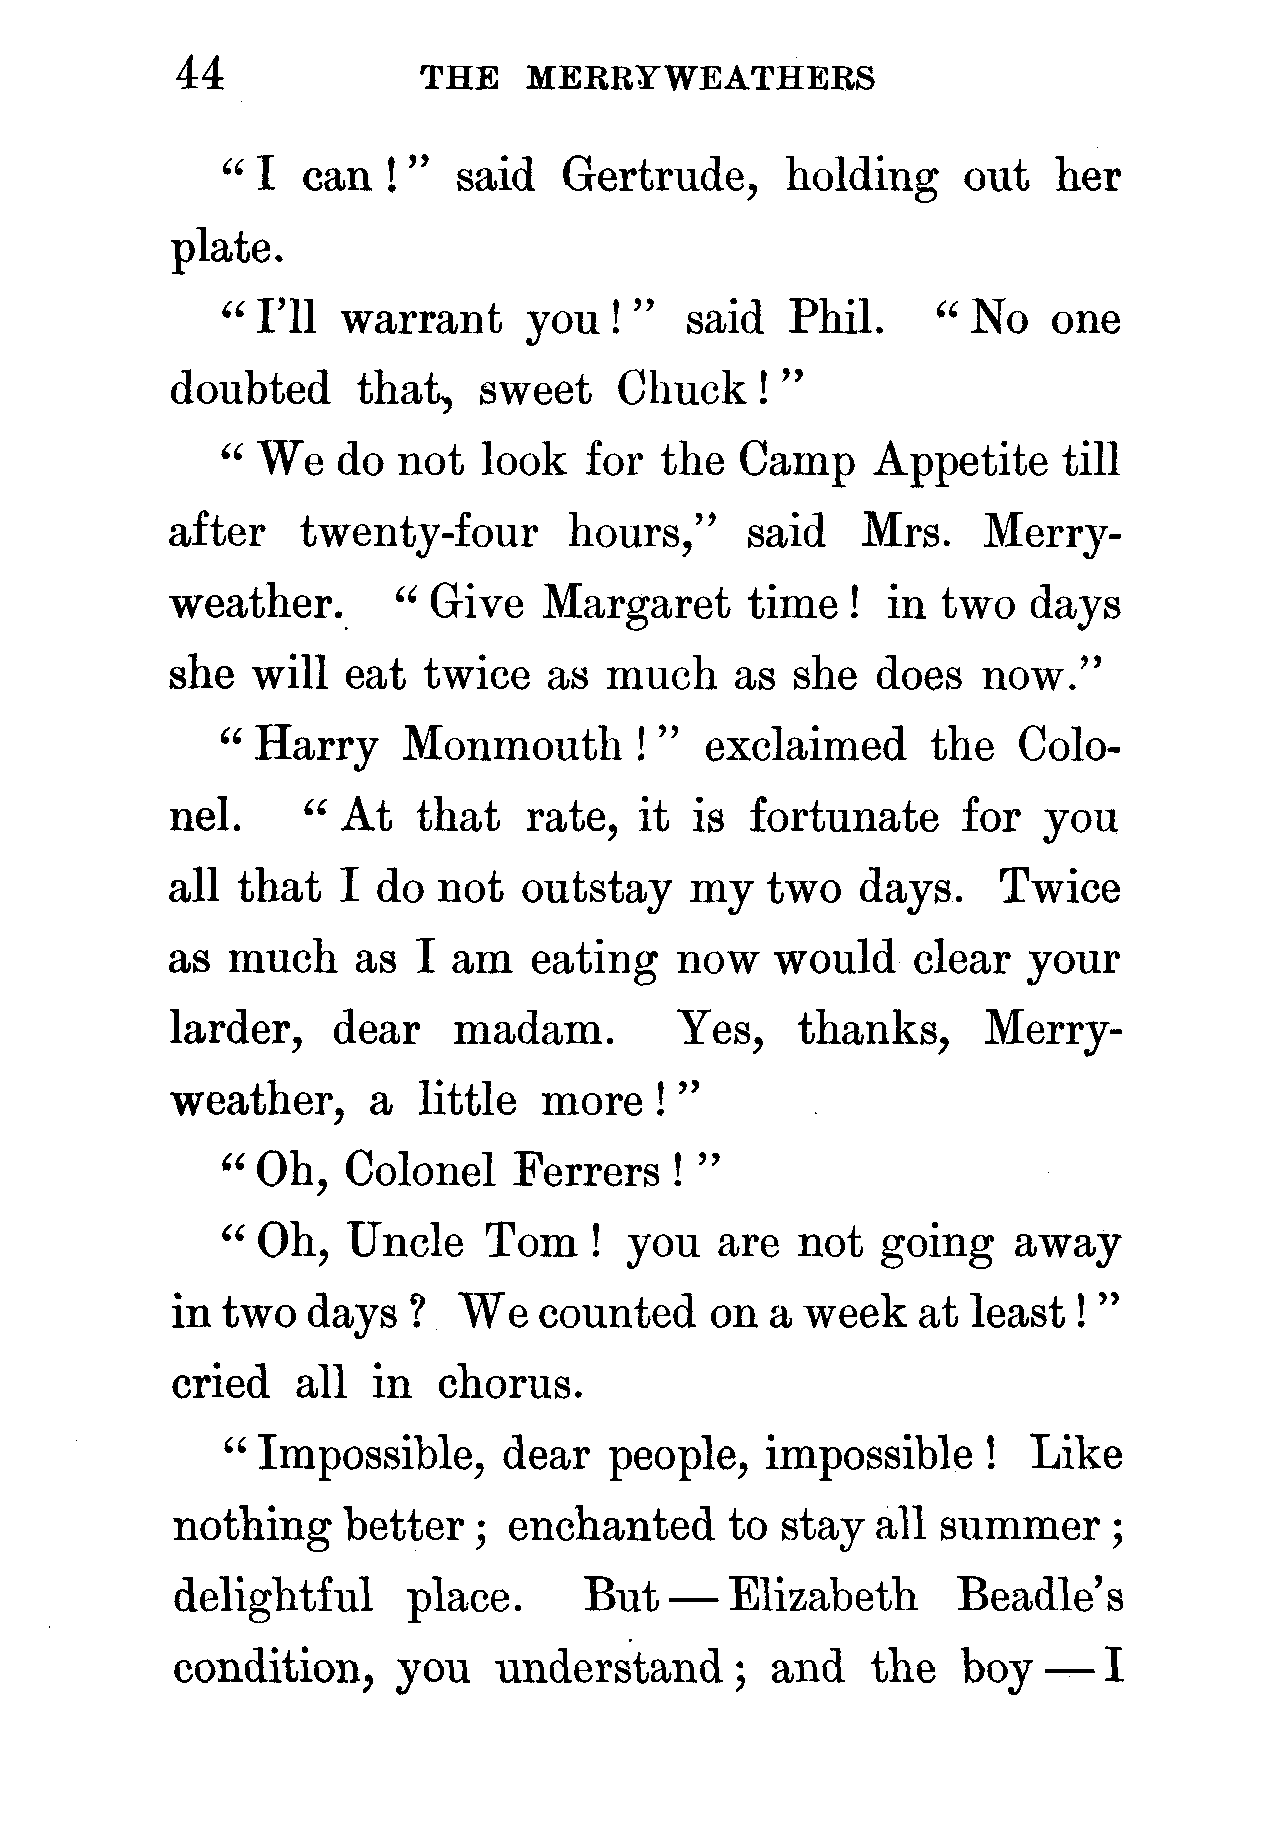 44 THE MERRYWEATHERS
“I can!” said Gertrude, holding out her
plate.
“I’ll warrant you!” said Phil. “No one
doubted that, sweet Chuck!”
“We do not look for the Camp Appetite till
after twenty-four hours,” said Mrs. Merry-
weather. “Give Margaret time! in two days
she will eat twice as much as she does now.”
“Harry Monmouth!” exclaimed the Colo-
nel. “At that rate, it is fortunate for you
all that I do not outstay my two days. Twice
as much as I am eating now would clear your
larder, dear madam. Yes, thanks, Merry-
weather, a little more!”
“Oh, Colonel Ferrers!”
“Oh, Uncle Tom! you are not going away
in two days? We counted on a week at least!”
cried all in chorus.
“Impossible, dear people, impossible! Like
nothing better; enchanted to stay all summer;
delightful place. But — Elizabeth Beadle’s
condition, you understand; and the boy — I